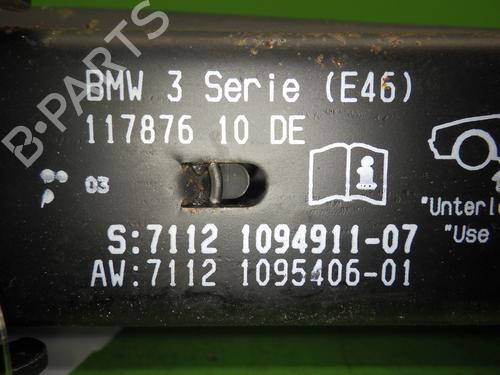 B-PARTS
BMW 3 Serie (E46)
117876 10 DE
03
"Unterle
"Use
S:7112 1094911-07
AW:7112 1095406-01